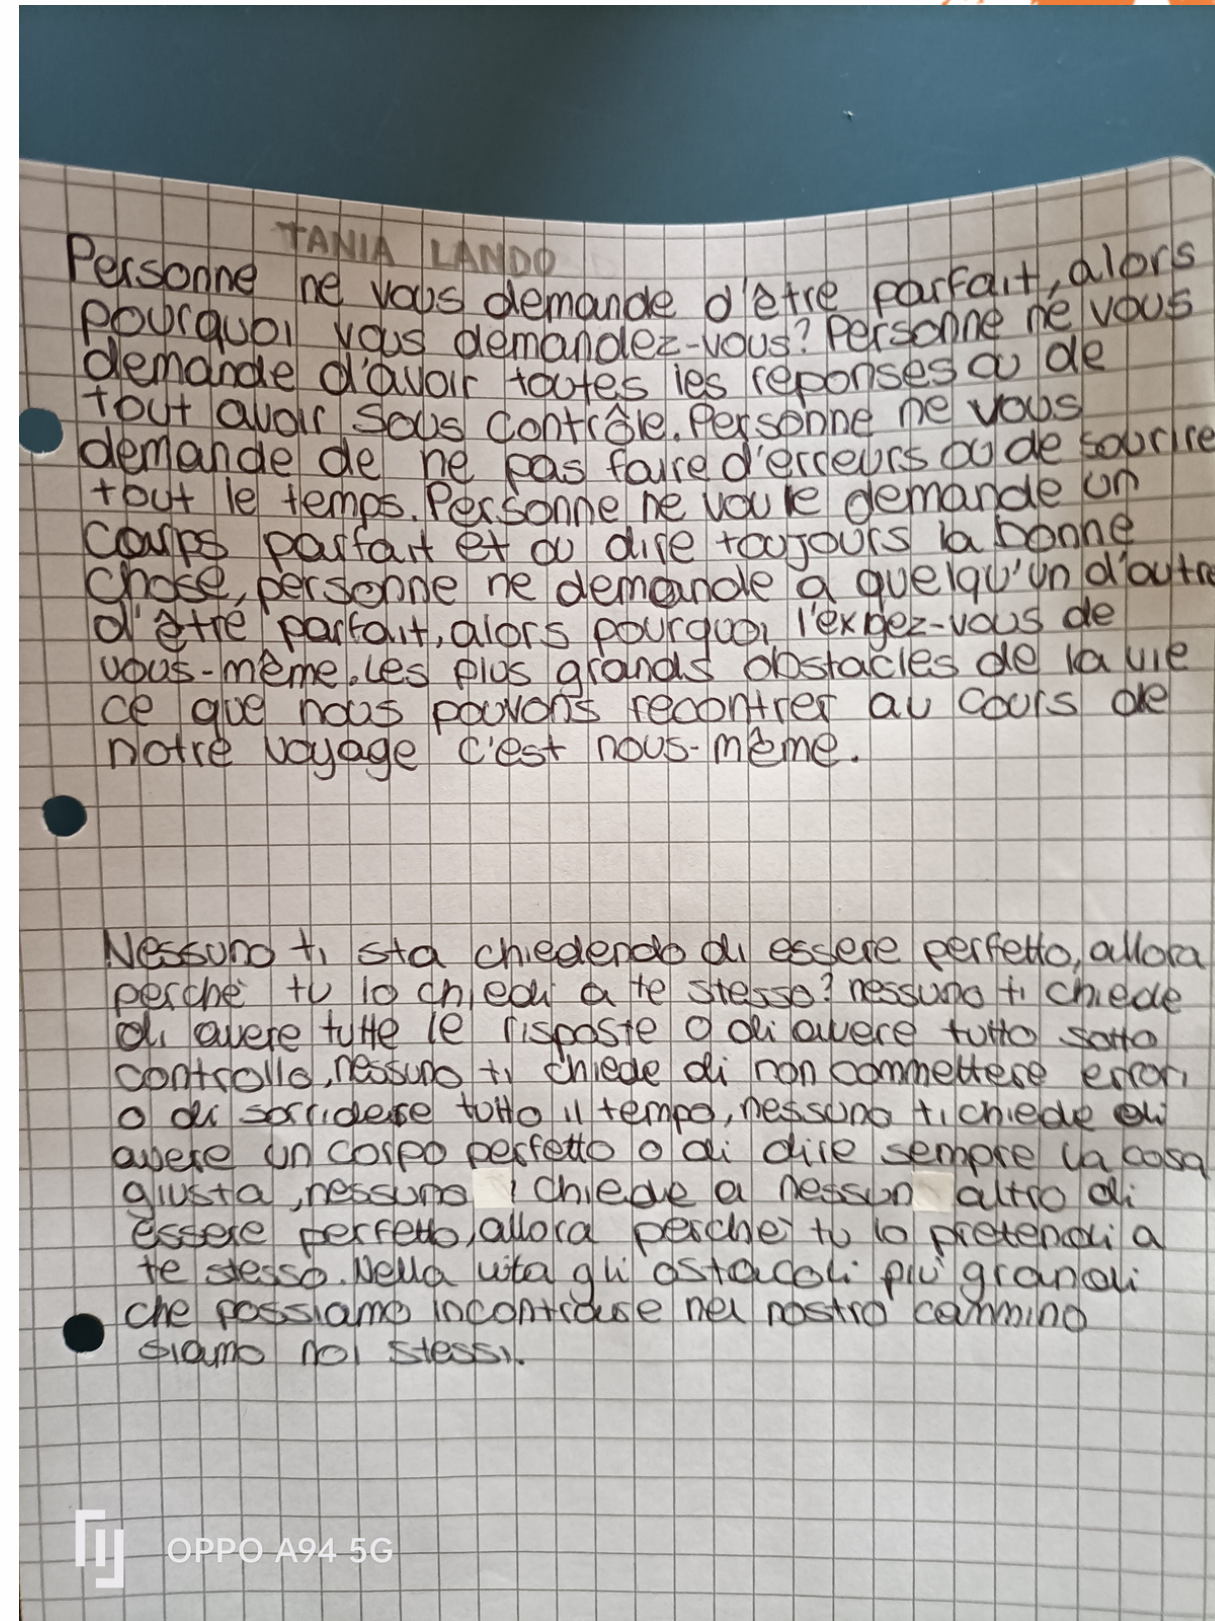 TANIA LANDO
Personne ne vous demande d'être parfait, alors
pourquoi vous demandez-vous? Personne ne vous
demande d'avoir toutes les reponses ou de
tout avoir sous contrôle. Personne ne vous
demande de ne pas faire d'erreurs ou de sourire
tout le temps. Personne ne vou le demande un
corps parfait et ou dire toujours la bonne
chose, personne ne demande a quelqu'un d'autre
d'être parfait, alors pourquoi l'exigez-vous de
vous-même. Les plus grands obstacles de la vie
ce que nous pouvons recontrer au cours de
notre voyage c'est nous-même.
Nessuno ti sta chiedendo di essere perfetto, allora
perchè tu lo chiedi a te stesso? nessuno ti chiede
di avere tutte le risposte o di avere tutto sotto
controllo, nessuno ti chiede di non commettere errori
o di sorridere tutto il tempo, nessuno ti chiede di
avere un corpo perfetto o di dire sempre la cosa
giusta, nessuno chiede a nessun altro di
essere perfetto, allora perchè tu lo pretendi a
te stesso. Nella vita gli ostacoli più grandi
che possiamo incontrare nel nostro cammino
siamo noi stessi.
OPPO A94 5G